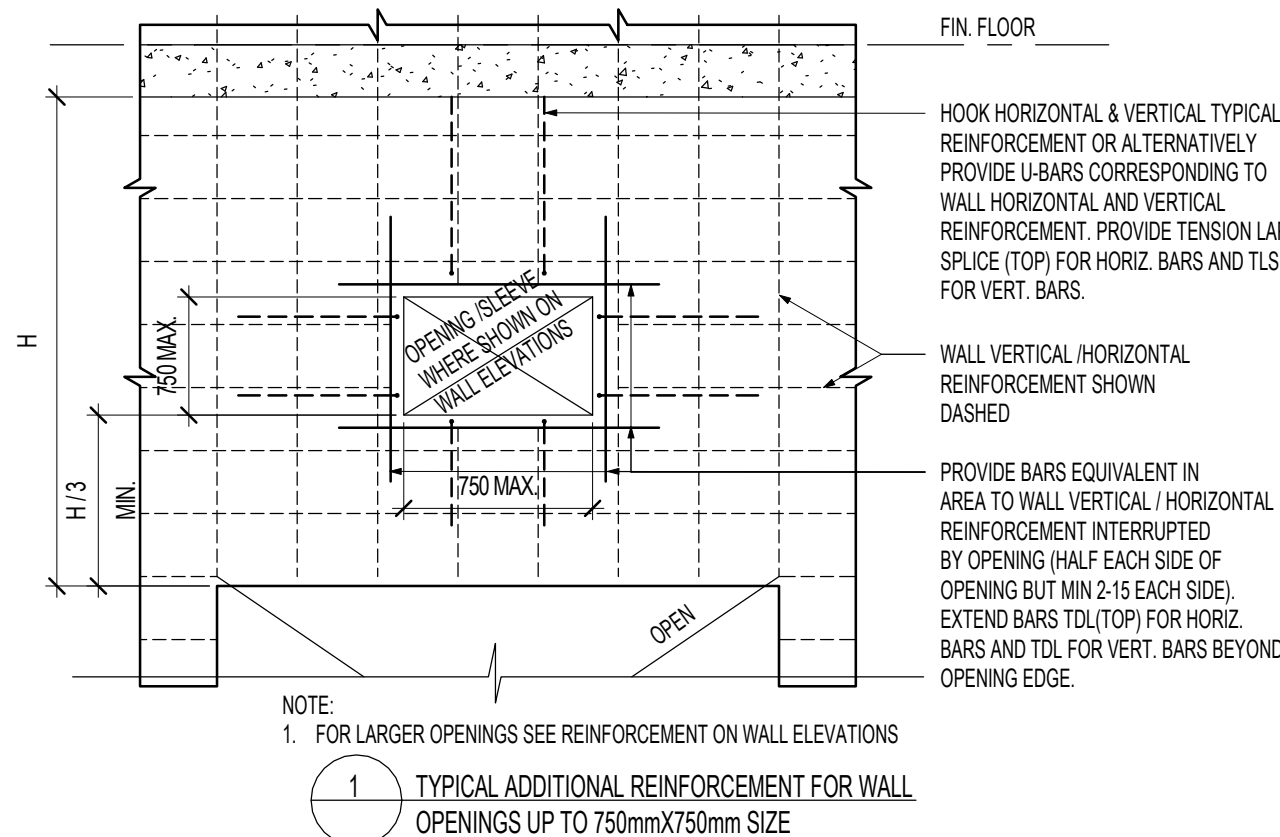 FIN. FLOOR
HOOK HORIZONTAL & VERTICAL TYPICAL
REINFORCEMENT OR ALTERNATIVELY
PROVIDE U-BARS CORRESPONDING TO
WALL HORIZONTAL AND VERTICAL
REINFORCEMENT. PROVIDE TENSION LAP
SPLICE (TOP) FOR HORIZ. BARS AND TLS
FOR VERT. BARS.
WALL VERTICAL /HORIZONTAL
REINFORCEMENT SHOWN
DASHED
PROVIDE BARS EQUIVALENT IN
AREA TO WALL VERTICAL / HORIZONTAL
REINFORCEMENT INTERRUPTED
BY OPENING (HALF EACH SIDE OF
OPENING BUT MIN 2-15 EACH SIDE).
EXTEND BARS TDL(TOP) FOR HORIZ.
BARS AND TDL FOR VERT. BARS BEYOND
OPENING EDGE.
H
750 MAX.
H / 3
MIN.
OPENING /SLEEVE/
WHERE SHOWN ON
WALL ELEVATIONS
750 MAX.
OPEN
NOTE:
1. FOR LARGER OPENINGS SEE REINFORCEMENT ON WALL ELEVATIONS
1
TYPICAL ADDITIONAL REINFORCEMENT FOR WALL
OPENINGS UP TO 750mmX750mm SIZE